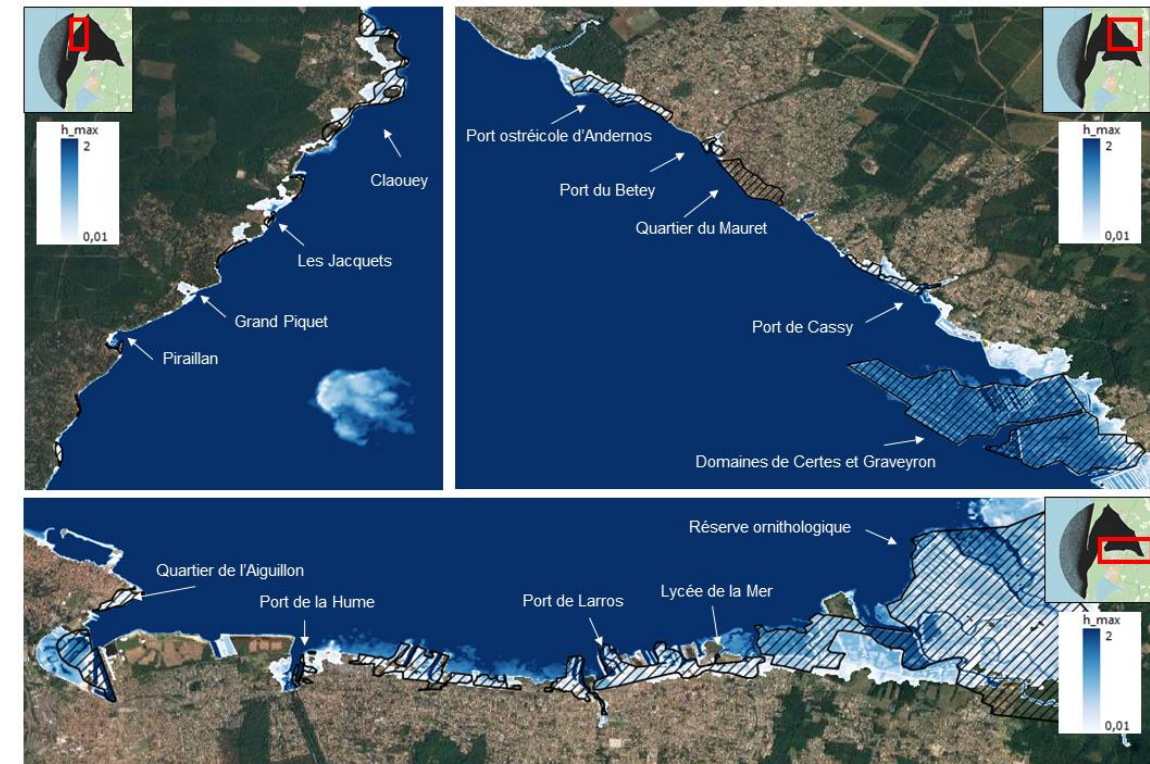 h_max
2
0,01
Claouey
Les Jacquets
Grand Piquet
Piraillan
h_max
2
0,01
Port ostréicole d'Andernos
Port du Betey
Quartier du Mauret
Port de Cassy
Domaines de Certes et Graveyron
h_max
2
0,01
Réserve ornithologique
Quartier de l'Aiguillon
Port de la Hume
Port de Larros
Lycée de la Mer